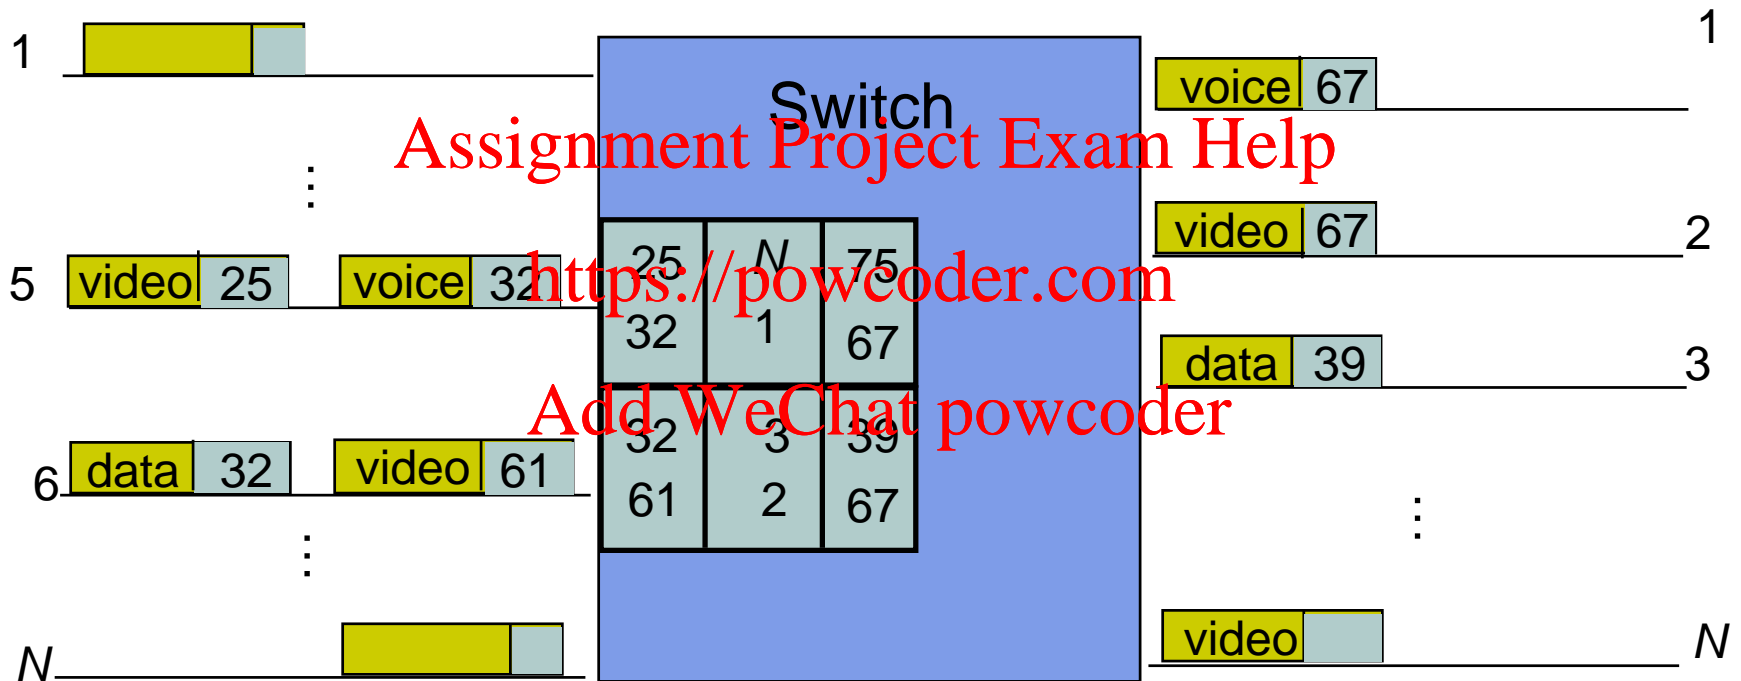 1
1
Switch
voice 67
Assignment Project Exam Help
⋮
video 67
2
5
video 25
voice 32
25 N 75
https://powcoder.com
32 1 67
data 39
3
Add WeChat powcoder
32 3 39
6
data 32
video 61
61 2 67
⋮
⋮
video
N
N